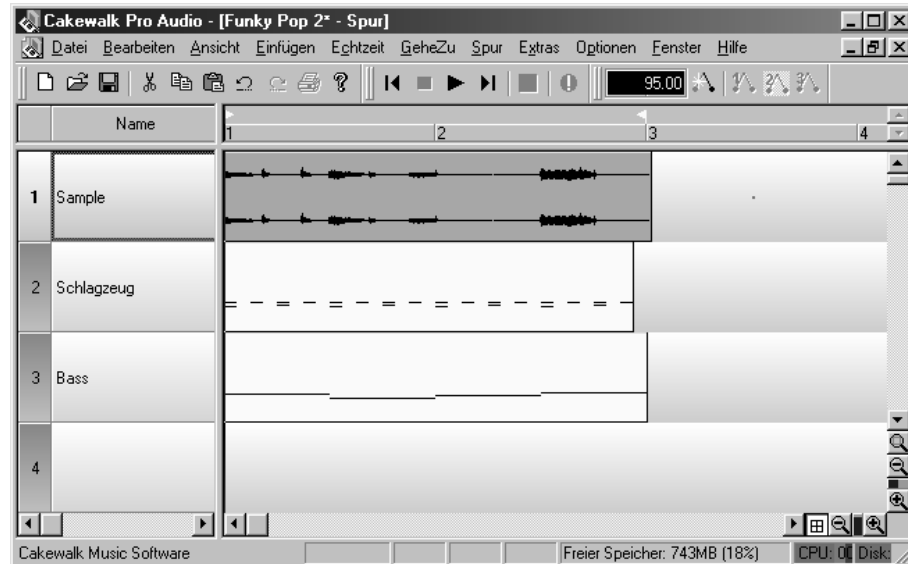 Cakewalk Pro Audio - [Funky Pop 2* - Spur]
Datei Bearbeiten Ansicht Einfügen Echtzeit GeheZu Spur Extras Optionen Fenster Hilfe
95.00
Name
1 2 3 4
1 Sample
2 Schlagzeug
3 Bass
4
Cakewalk Music Software Freier Speicher: 743MB (18%) CPU: Disk: